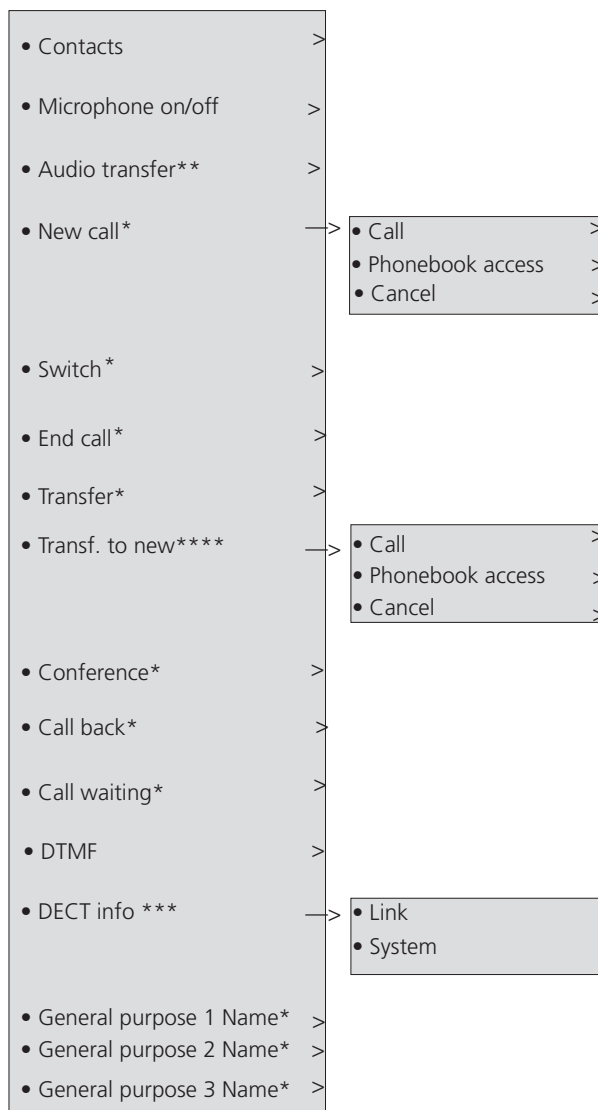 • Contacts >
• Microphone on/off >
• Audio transfer** >
• New call* —>
• Call >
• Phonebook access >
• Cancel >
• Switch* >
• End call* >
• Transfer* >
• Transf. to new**** —>
• Call >
• Phonebook access >
• Cancel >
• Conference* >
• Call back* >
• Call waiting* >
• DTMF >
• DECT info *** —>
• Link
• System
• General purpose 1 Name* >
• General purpose 2 Name* >
• General purpose 3 Name* >